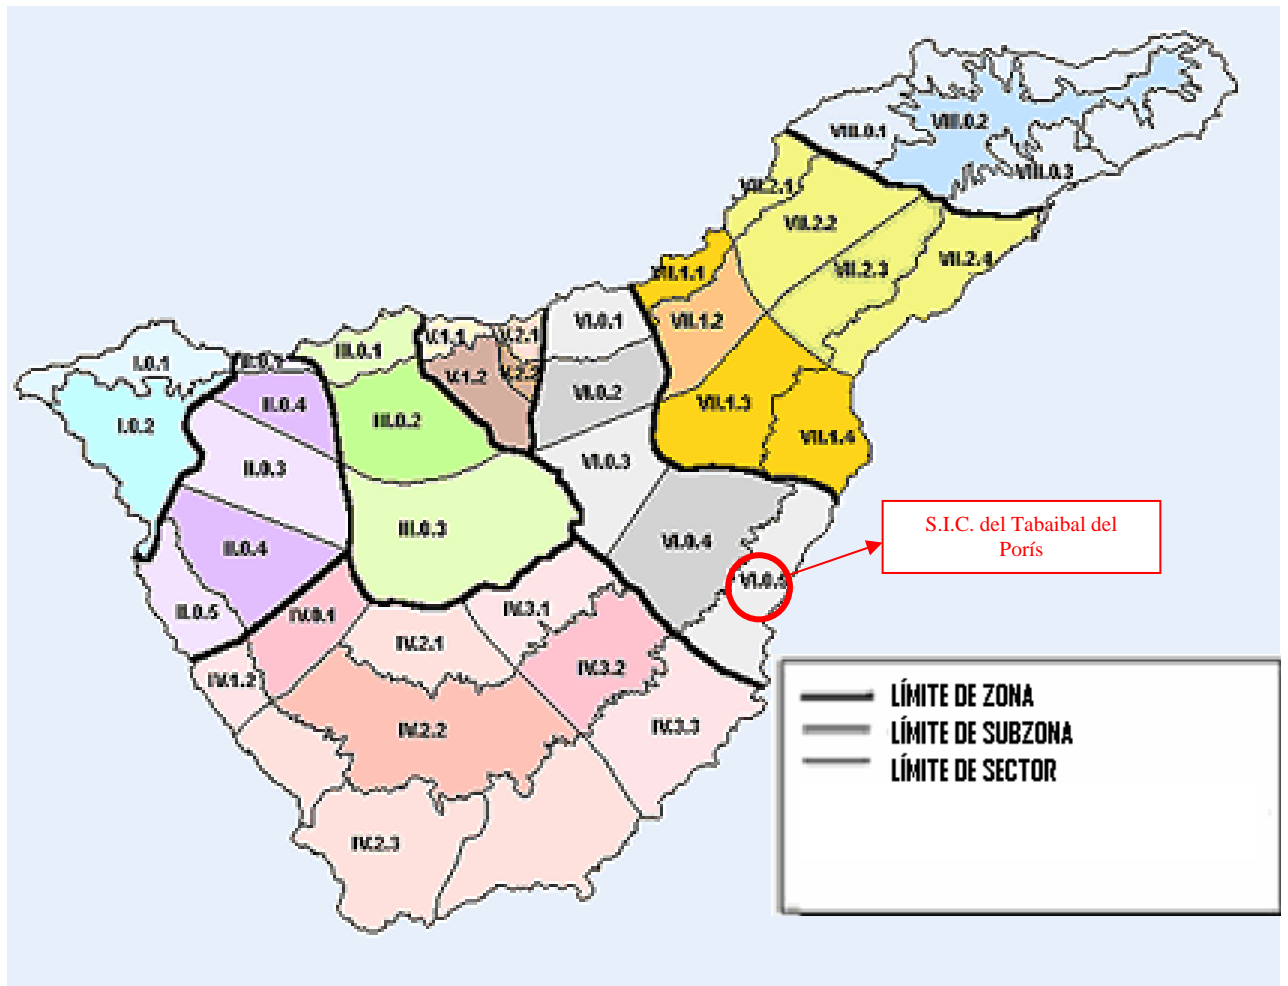 VIII.0.1
VIII.0.2
VIII.0.3
VII.2.1
VII.2.2
VII.2.3
VII.2.4
VII.1.1
VII.1.2
VI.0.1
I.0.1
II.0.1
III.0.1
V.1.1
V.2.1
V.1.2
V.2.2
VI.0.2
I.0.2
II.0.4
III.0.2
VII.1.3
VII.1.4
II.0.3
VI.0.3
III.0.3
VI.0.4
II.0.4
S.I.C. del Tabaibal del
Porís
II.0.5
IV.0.1
IV.3.1
IV.2.1
IV.1.2
IV.3.2
IV.2.2
IV.3.3
IV.2.3
LÍMITE DE ZONA
LÍMITE DE SUBZONA
LÍMITE DE SECTOR